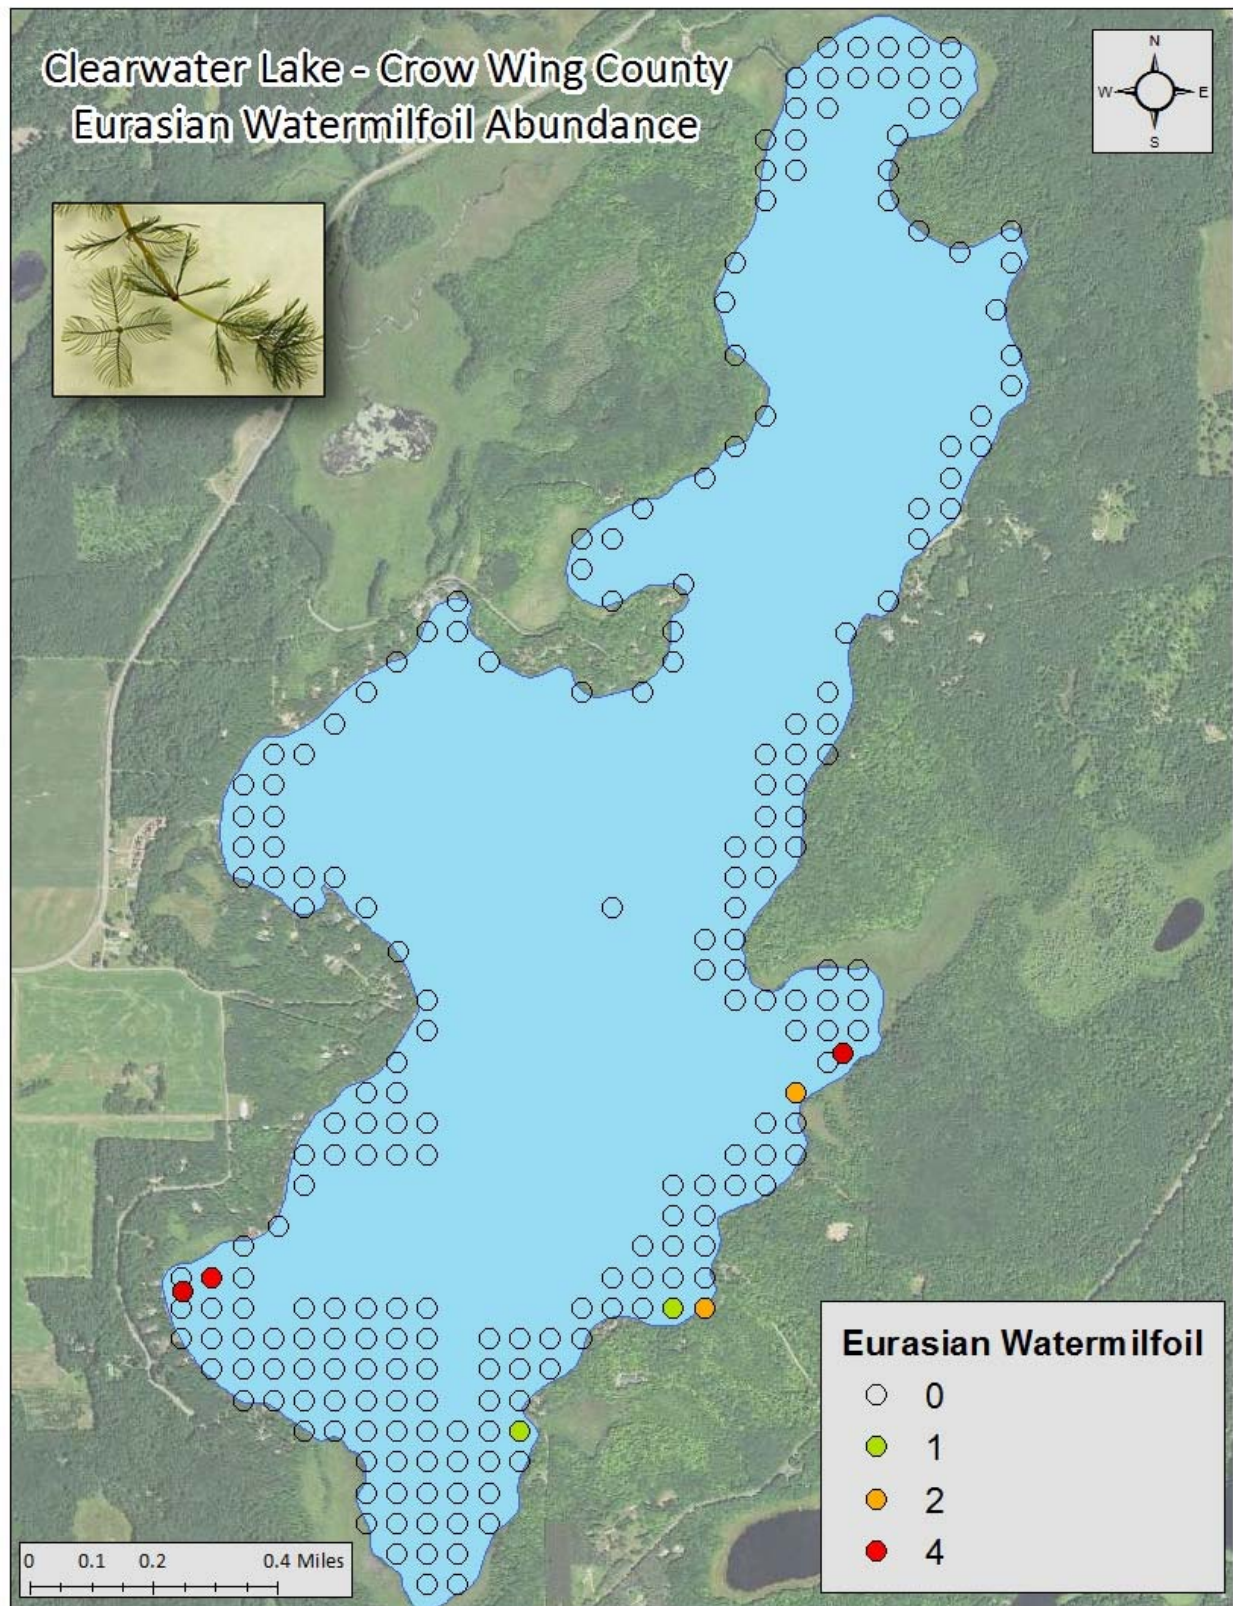 Clearwater Lake - Crow Wing County
Eurasian Watermilfoil Abundance
N
W E
S
Eurasian Watermilfoil
0
1
2
4
0 0.1 0.2 0.4 Miles